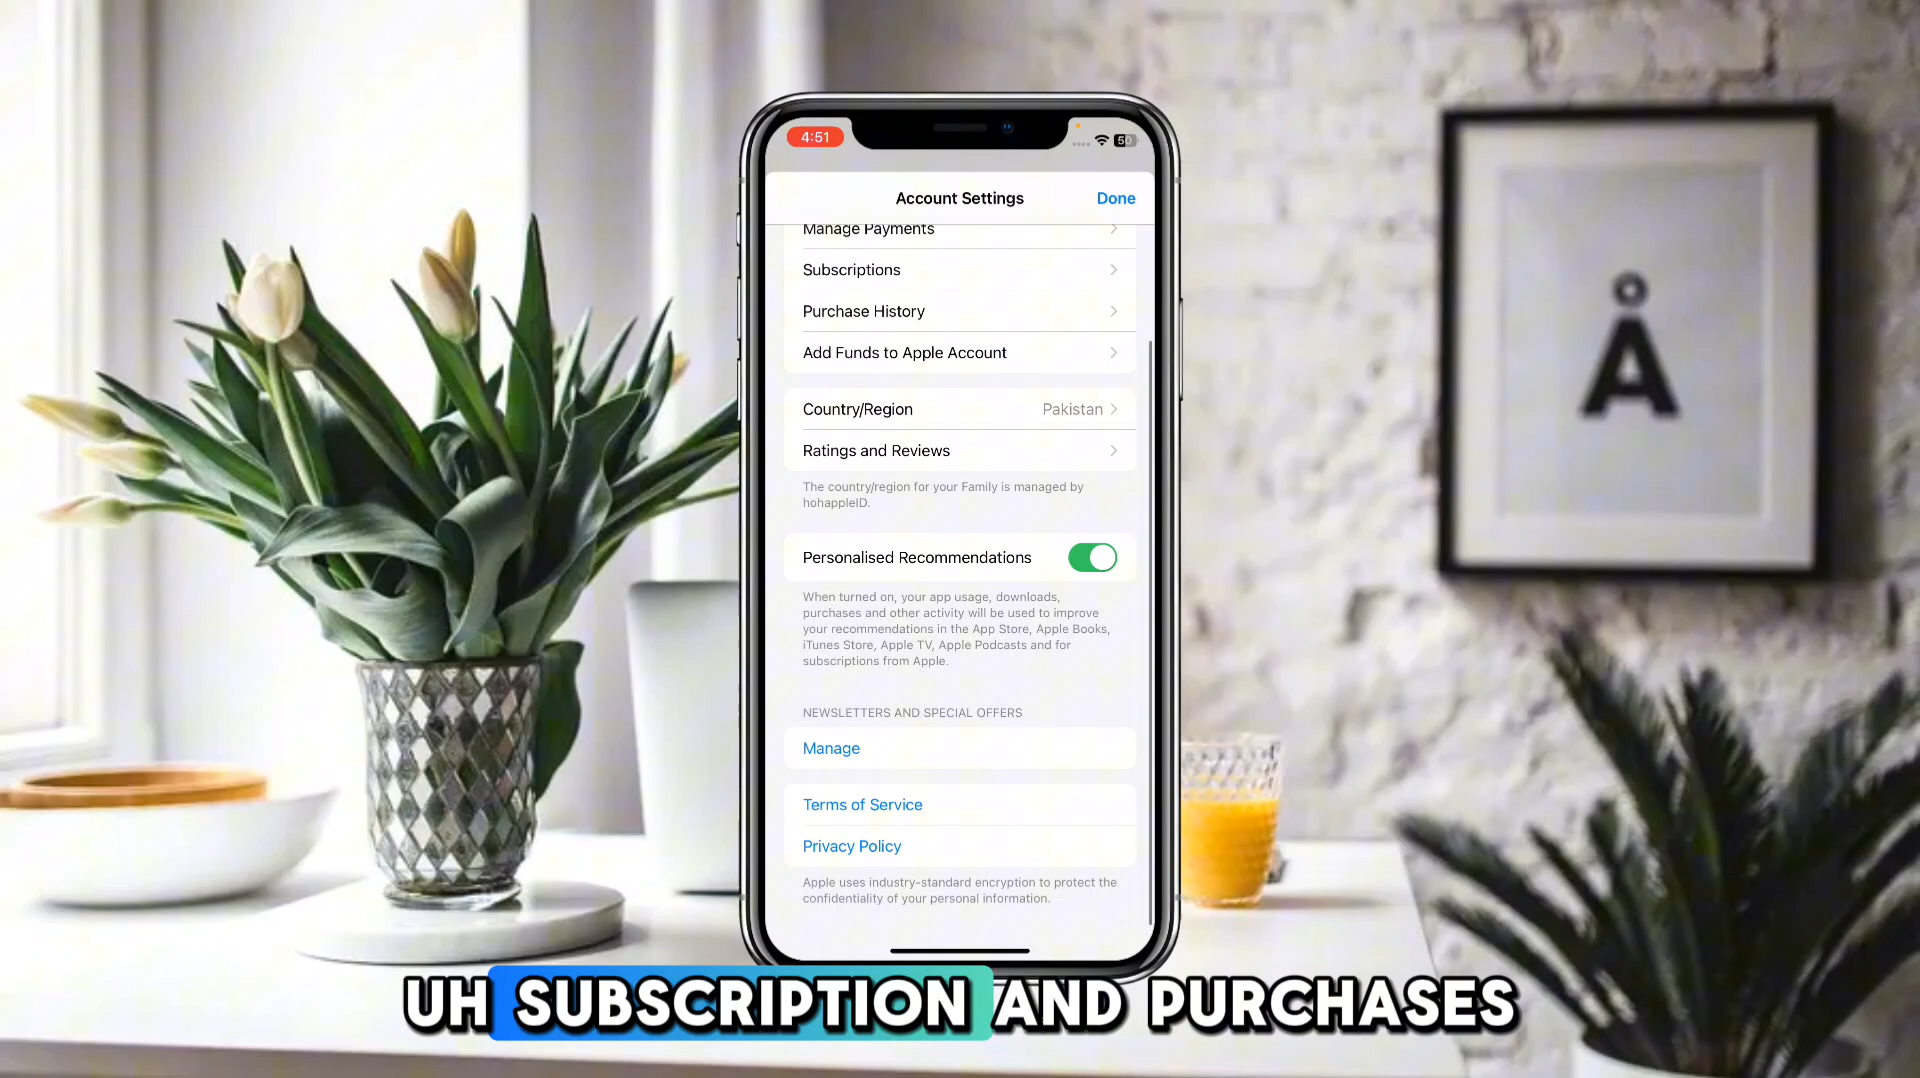 4:51
50
Account Settings
Done
Manage Payments
Subscriptions
Purchase History
Add Funds to Apple Account
Country/Region
Pakistan
Ratings and Reviews
The country/region for your Family is managed by
hohappleID.
Personalised Recommendations
When turned on, your app usage, downloads,
purchases and other activity will be used to improve
your recommendations in the App Store, Apple Books,
iTunes Store, Apple TV, Apple Podcasts and for
subscriptions from Apple.
NEWSLETTERS AND SPECIAL OFFERS
Manage
Terms of Service
Privacy Policy
Apple uses industry-standard encryption to protect the
confidentiality of your personal information.
Å
UH SUBSCRIPTION AND PURCHASES